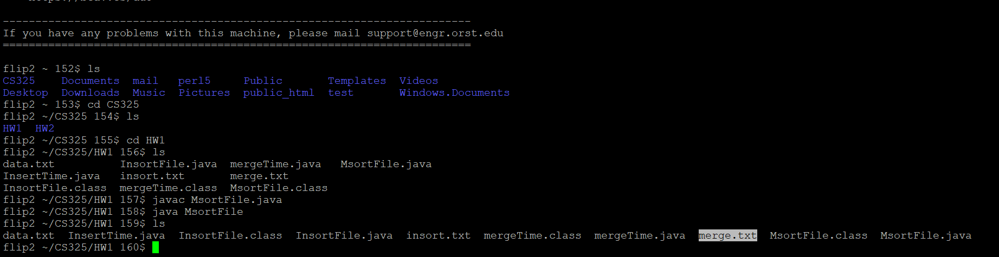 ------------------------------------------------------------------------
If you have any problems with this machine, please mail support@engr.orst.edu
========================================================================
flip2 ~ 152$ ls
CS325    Documents  mail   perl5     Public       Templates  Videos
Desktop  Downloads  Music  Pictures  public_html  test       Windows.Documents
flip2 ~ 153$ cd CS325
flip2 ~/CS325 154$ ls
HW1  HW2
flip2 ~/CS325 155$ cd HW1
flip2 ~/CS325/HW1 156$ ls
data.txt          InsortFile.java  mergeTime.java   MsortFile.java
InsertTime.java   insort.txt       merge.txt
InsortFile.class  mergeTime.class  MsortFile.class
flip2 ~/CS325/HW1 157$ javac MsortFile.java
flip2 ~/CS325/HW1 158$ java MsortFile
flip2 ~/CS325/HW1 159$ ls
data.txt  InsertTime.java  InsortFile.class  InsortFile.java  insort.txt  mergeTime.class  mergeTime.java  merge.txt  MsortFile.class  MsortFile.java
flip2 ~/CS325/HW1 160$